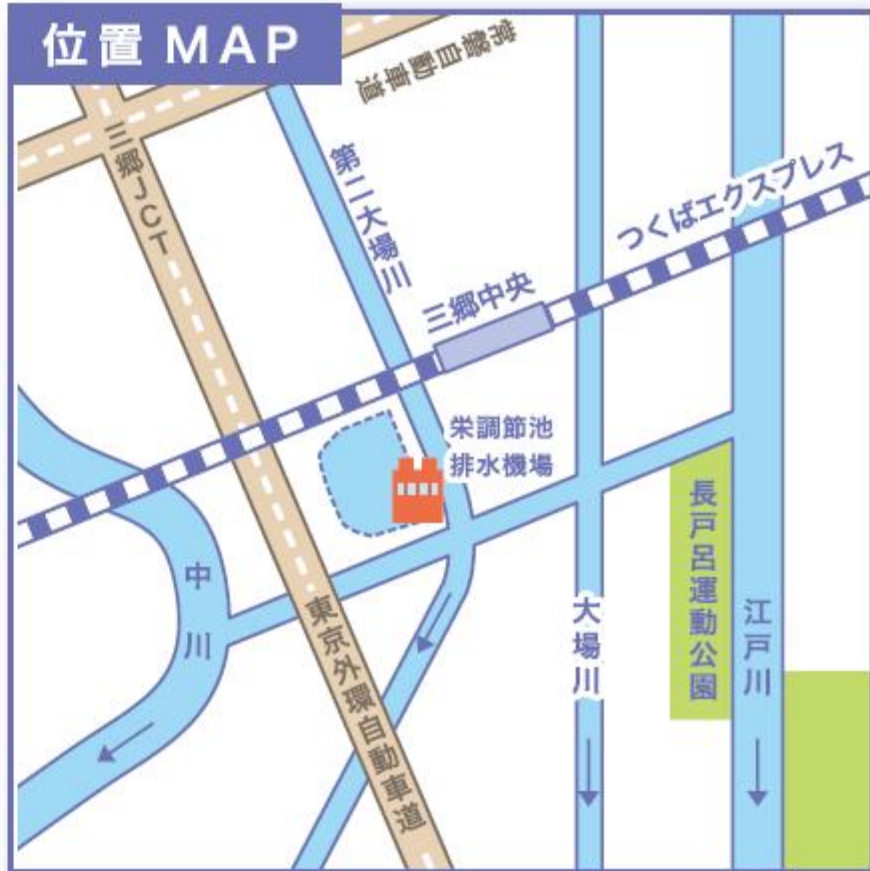 位置 MAP
常磐自動車道
三郷JCT
第二大場川
つくばエクスプレス
三郷中央
栄調節池
排水機場
長戸呂運動公園
中川
大場川
江戸川
東京外環自動車道